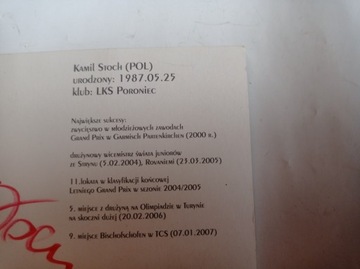 Kamil Stoch (POL)
urodzony: 1987.05.25
klub: LKS Poroniec
Największe sukcesy:
zwycięstwo w młodzieżowych zawodach
Grand Prix w Garmisch Partenkirchen (2000 r.)
drużynowy wicemistrz świata juniorów
ze Strynu (5.02.2004), Rovaniemi (23.03.2005)
11.lokata w klasyfikacji końcowej
Letniego Grand Prix w sezonie 2004/2005
5. miejsce z drużyną na Olimpiadzie w Turynie
na skoczni dużej (20.02.2006)
9. miejsce Bischofshofen w TCS (07.01.2007)